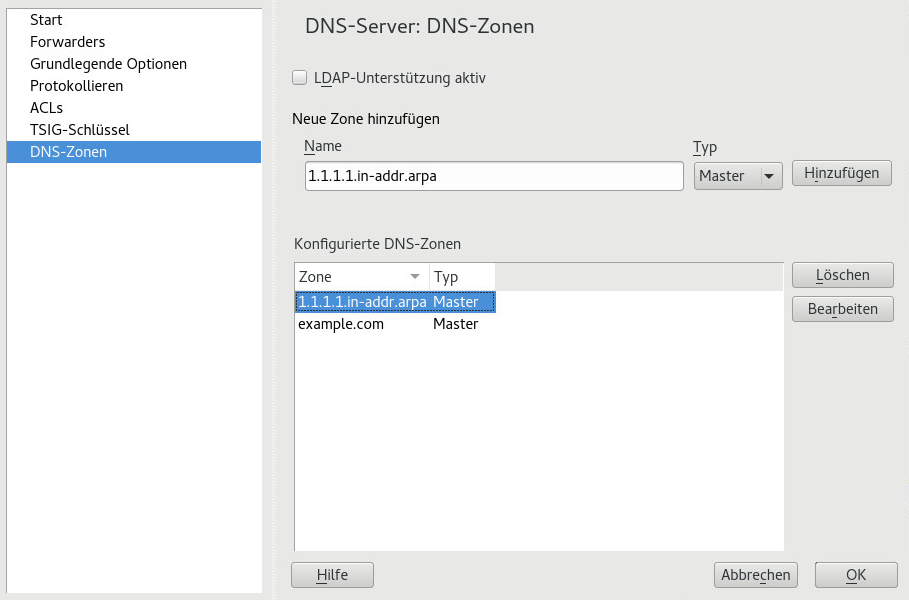 Start
Forwarders
Grundlegende Optionen
Protokollieren
ACLs
TSIG-Schlüssel
DNS-Zonen
DNS-Server: DNS-Zonen
LDAP-Unterstützung aktiv
Neue Zone hinzufügen
Name Typ
1.1.1.1.in-addr.arpa Master Hinzufügen
Konfigurierte DNS-Zonen
Zone Typ Löschen
1.1.1.1.in-addr.arpa Master Bearbeiten
example.com Master
Hilfe Abbrechen OK